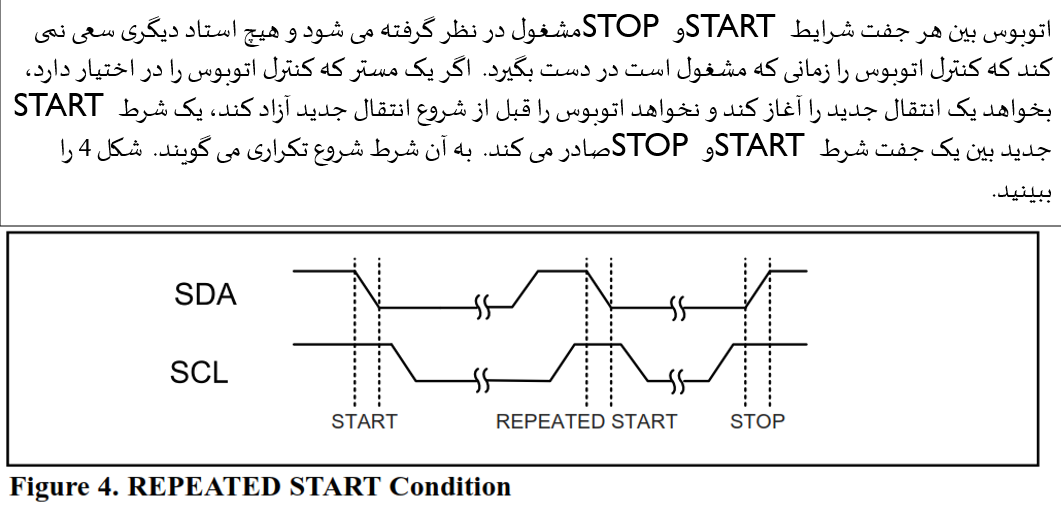 اتوبوس بین هر جفت شرایط START و STOP مشغول در نظر گرفته می شود و هیچ استاد دیگری سعی نمی
کند که کنترل اتوبوس را زمانی که مشغول است در دست بگیرد. اگر یک مستر که کنترل اتوبوس را در اختیار دارد،
بخواهد یک انتقال جدید را آغاز کند و نخواهد اتوبوس را قبل از شروع انتقال جدید آزاد کند، یک شرط START
جدید بین یک جفت شرط START و STOP صادر می کند. به آن شرط شروع تکراری می گویند. شکل 4 را
ببینید.
SDA
SCL
START REPEATED START STOP
Figure 4. REPEATED START Condition